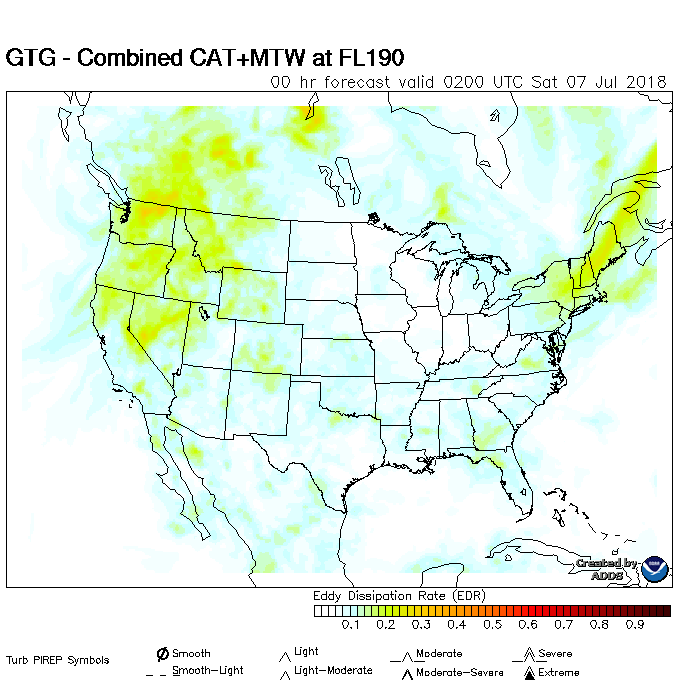 GTG - Combined CAT+MTW at FL190
00 hr forecast valid 0200 UTC Sat 07 Jul 2018
Created by
ADDS
Eddy Dissipation Rate (EDR)
0.1 0.2 0.3 0.4 0.5 0.6 0.7 0.8 0.9
Turb PIREP Symbols
Smooth Light Moderate Severe
Smooth-Light Light-Moderate Moderate-Severe Extreme